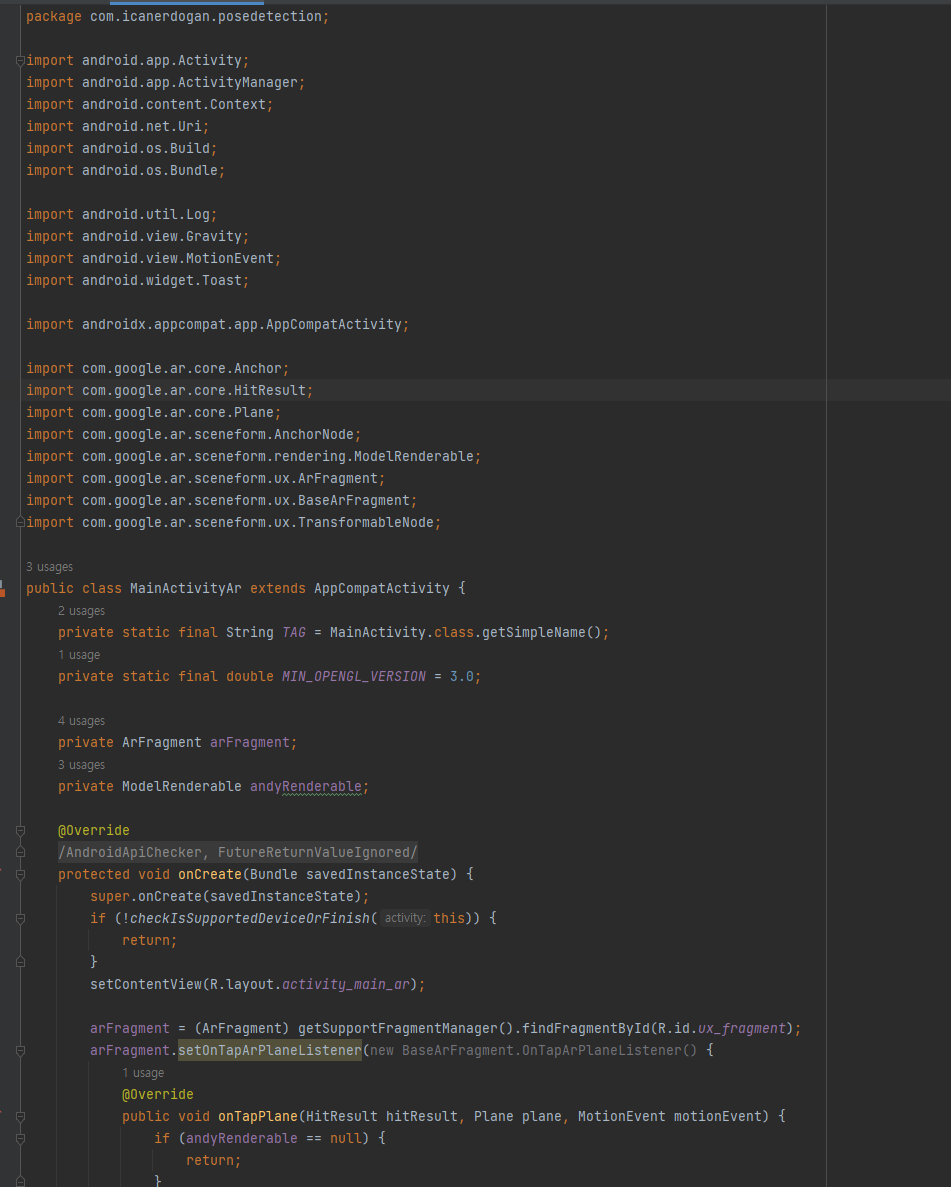 package com.icanerdogan.posedetection;
import android.app.Activity;
import android.app.ActivityManager;
import android.content.Context;
import android.net.Uri;
import android.os.Build;
import android.os.Bundle;
import android.util.Log;
import android.view.Gravity;
import android.view.MotionEvent;
import android.widget.Toast;
import androidx.appcompat.app.AppCompatActivity;
import com.google.ar.core.Anchor;
import com.google.ar.core.HitResult;
import com.google.ar.core.Plane;
import com.google.ar.sceneform.AnchorNode;
import com.google.ar.sceneform.rendering.ModelRenderable;
import com.google.ar.sceneform.ux.ArFragment;
import com.google.ar.sceneform.ux.BaseArFragment;
import com.google.ar.sceneform.ux.TransformableNode;
3 usages
public class MainActivityAr extends AppCompatActivity {
2 usages
private static final String TAG = MainActivity.class.getSimpleName();
1 usage
private static final double MIN_OPENGL_VERSION = 3.0;
4 usages
private ArFragment arFragment;
3 usages
private ModelRenderable andyRenderable;
@Override
/AndroidApiChecker, FutureReturnValueIgnored/
protected void onCreate(Bundle savedInstanceState) {
super.onCreate(savedInstanceState);
if (!checkIsSupportedDeviceOrFinish( activity: this)) {
return;
}
setContentView(R.layout.activity_main_ar);
arFragment = (ArFragment) getSupportFragmentManager().findFragmentById(R.id.ux_fragment);
arFragment.setOnTapArPlaneListener(new BaseArFragment.OnTapArPlaneListener() {
1 usage
@Override
public void onTapPlane(HitResult hitResult, Plane plane, MotionEvent motionEvent) {
if (andyRenderable == null) {
return;
}